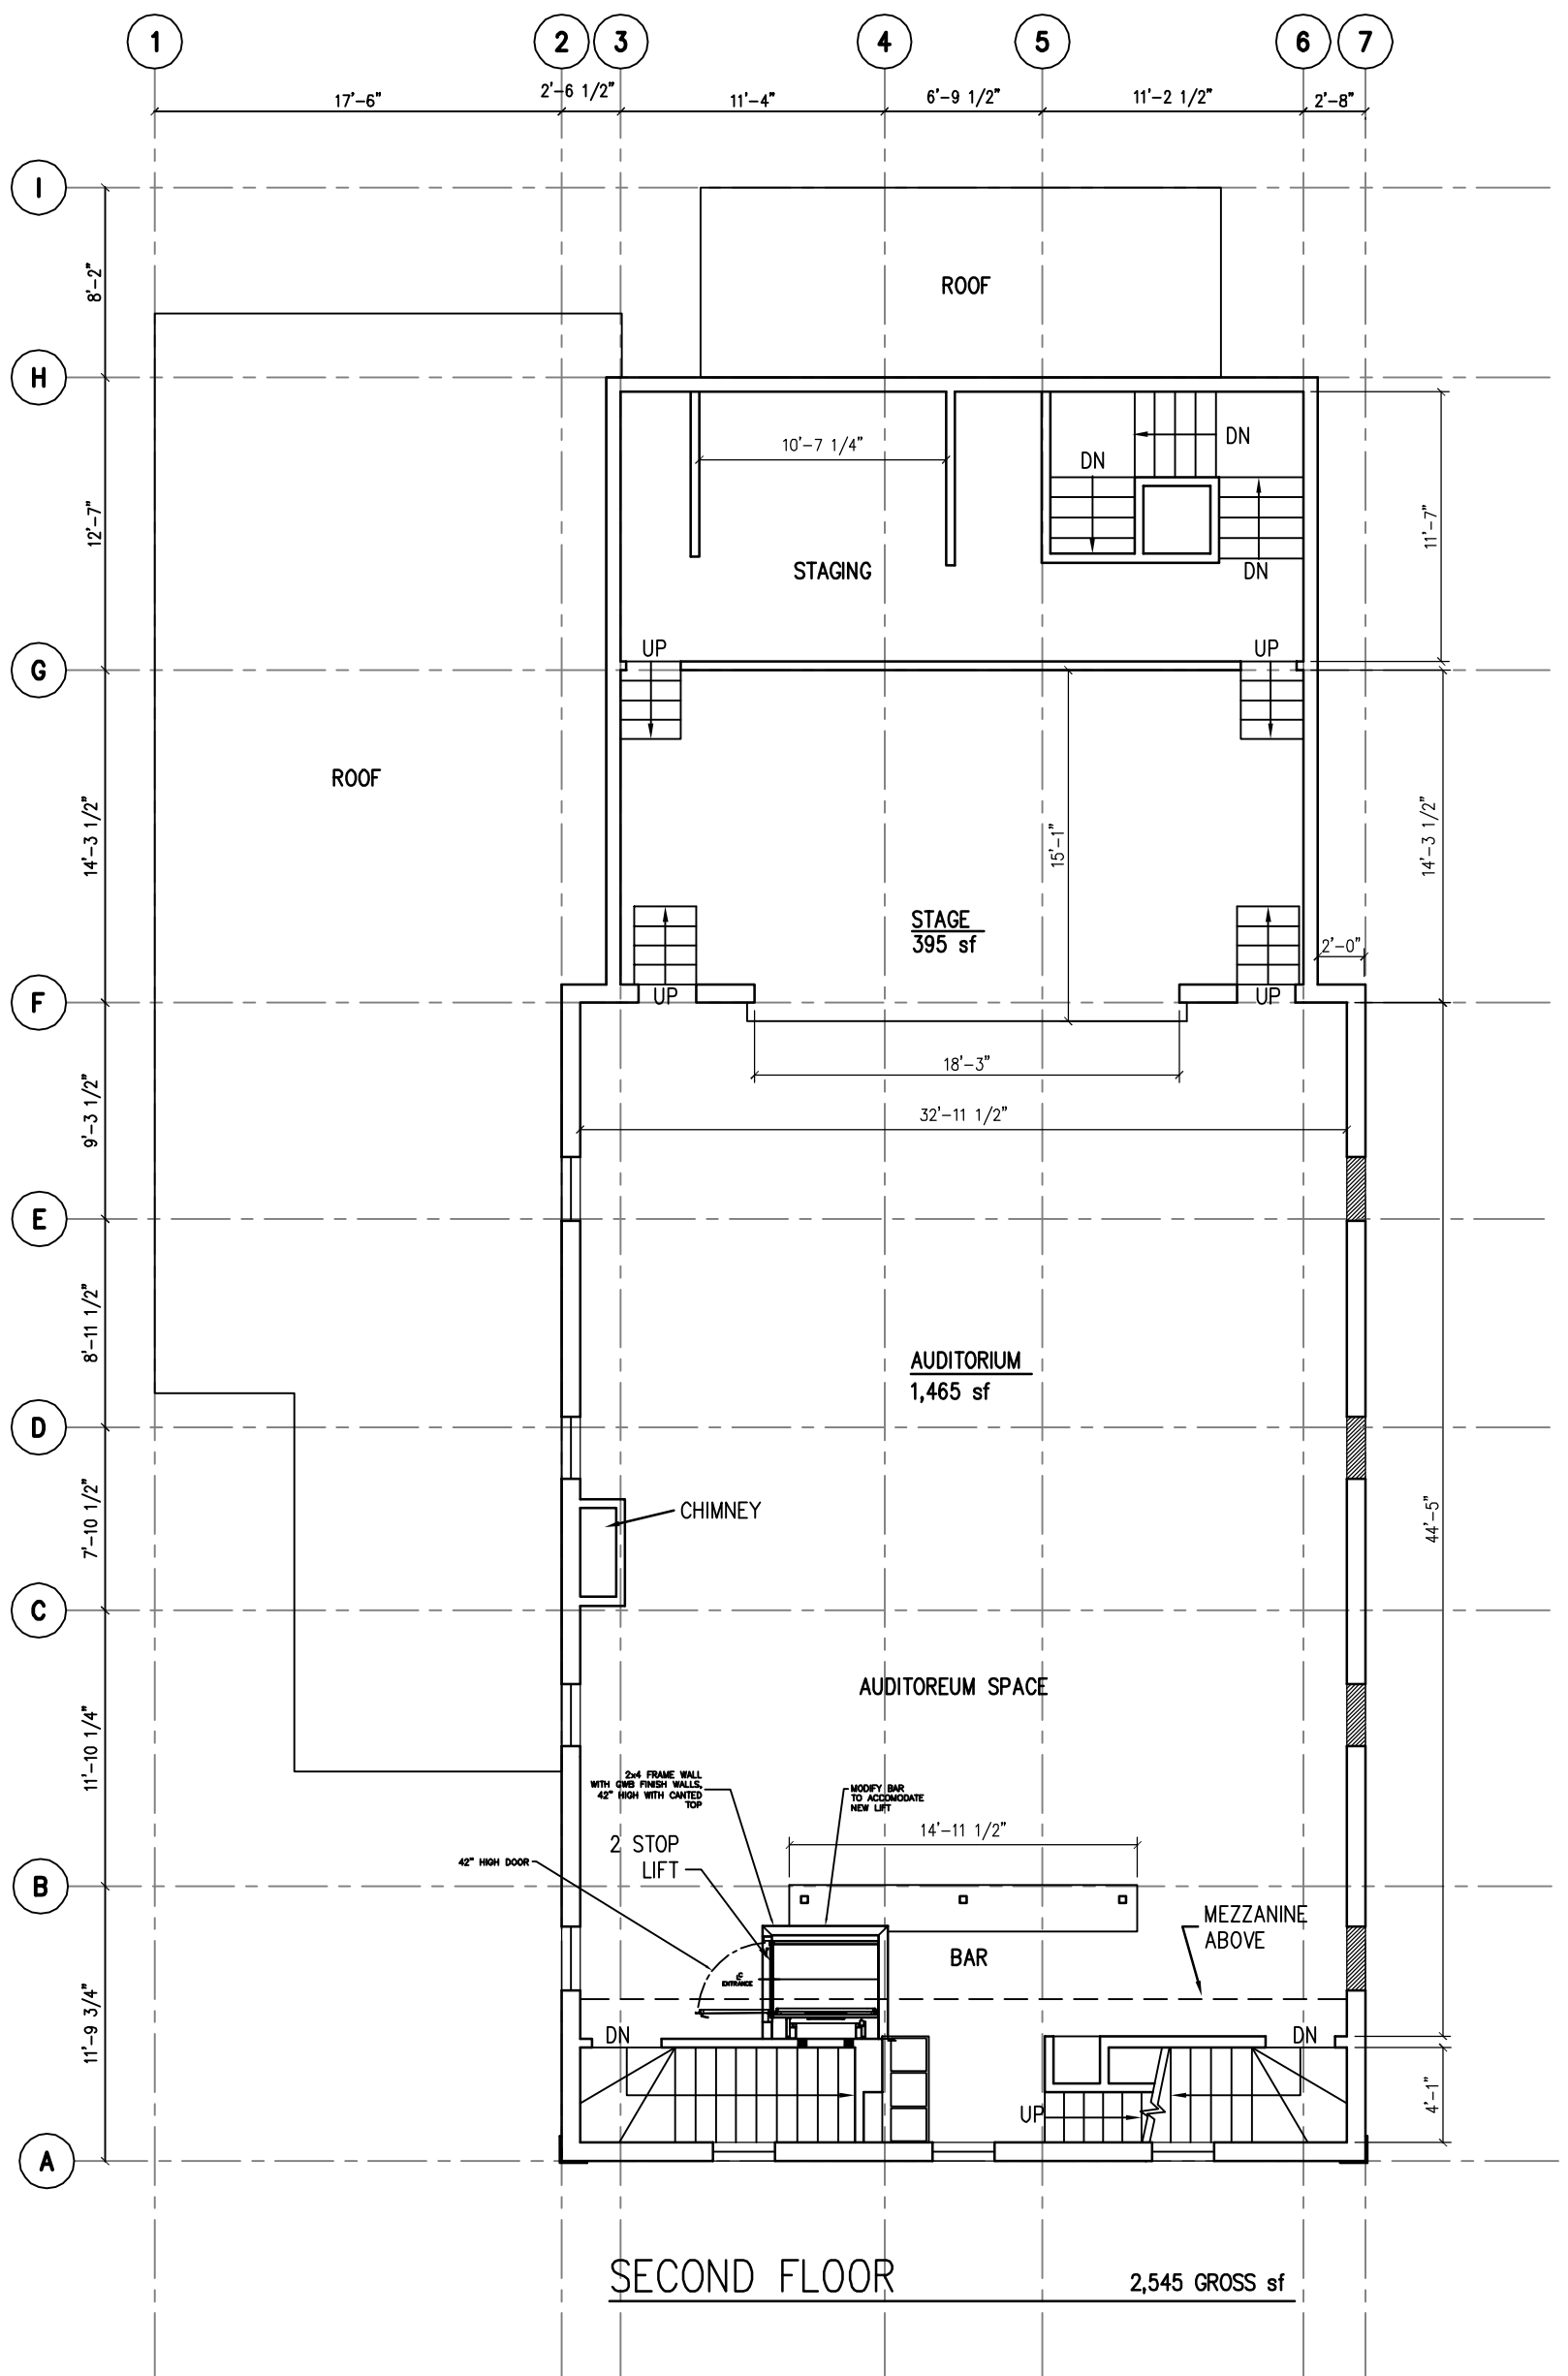 1 2 3 4 5 6 7
17'-6" 2'-6 1/2" 11'-4" 6'-9 1/2" 11'-2 1/2" 2'-8"
I
8'-2"
ROOF
H
10'-7 1/4"
DN
DN
12'-7"
11'-7"
STAGING
DN
UP UP
G
ROOF
14'-3 1/2"
15'-1"
14'-3 1/2"
STAGE
395 sf
2'-0"
F
UP UP
18'-3"
9'-3 1/2"
32'-11 1/2"
E
8'-11 1/2"
AUDITORIUM
1,465 sf
D
CHIMNEY
7'-10 1/2"
44'-5"
C
AUDITOREUM SPACE
11'-10 1/4"
2x4 FRAME WALL
WITH GWB FINISH WALLS,
42" HIGH WITH CANTED
TOP
MODIFY BAR
TO ACCOMODATE
NEW LIFT
14'-11 1/2"
2 STOP
LIFT
42" HIGH DOOR
B
MEZZANINE
ABOVE
BAR
ENTRANCE
11'-9 3/4"
DN DN
UP
4'-1"
A
SECOND FLOOR 2,545 GROSS sf